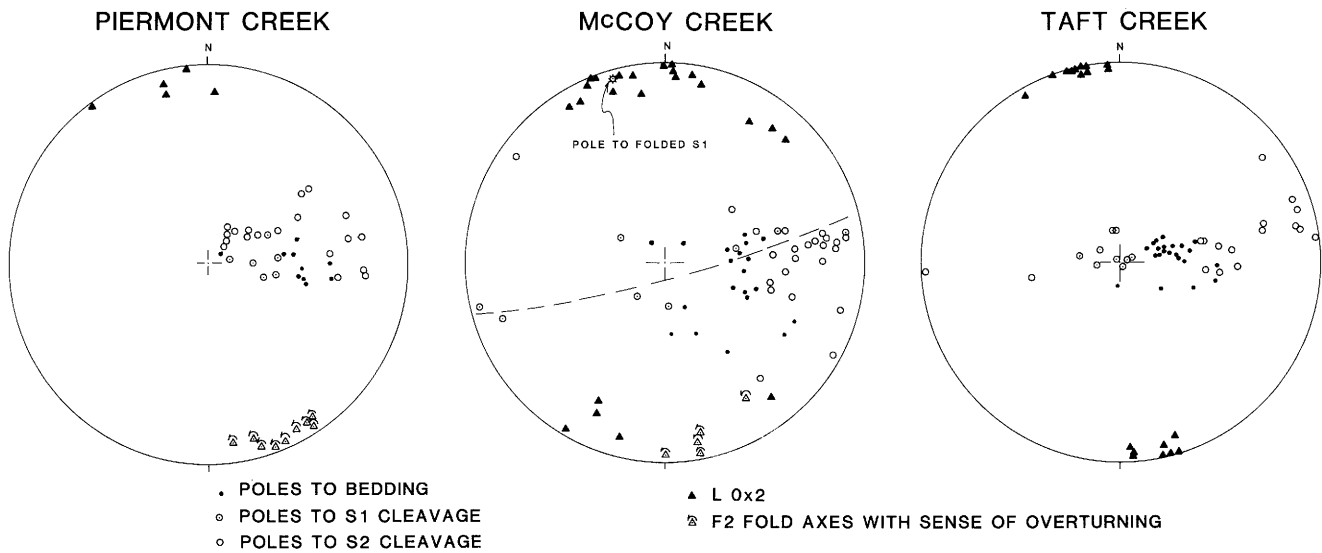 PIERMONT CREEK
McCOY CREEK
TAFT CREEK
N
N
N
POLE TO FOLDED S1
POLES TO BEDDING
POLES TO S1 CLEAVAGE
POLES TO S2 CLEAVAGE
L 0x2
F2 FOLD AXES WITH SENSE OF OVERTURNING